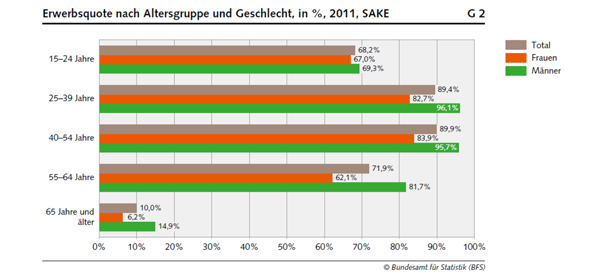 Erwerbsquote nach Altersgruppe und Geschlecht, in %, 2011, SAKE G 2
Total
Frauen
Männer
15–24 Jahre
68,2%
67,0%
69,3%
25–39 Jahre
89,4%
82,7%
96,1%
40–54 Jahre
89,9%
83,9%
95,7%
55–64 Jahre
71,9%
62,1%
81,7%
65 Jahre und
älter
10,0%
6,2%
14,9%
0% 10% 20% 30% 40% 50% 60% 70% 80% 90% 100%
© Bundesamt für Statistik (BFS)